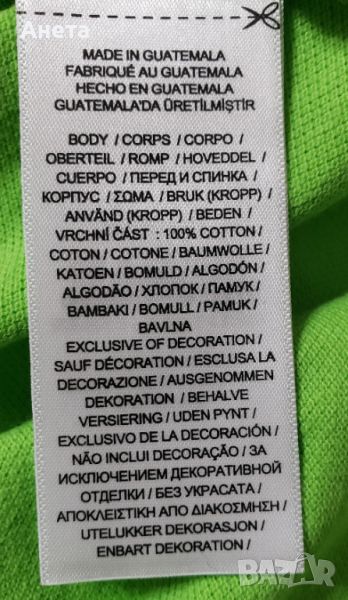 Анета
MADE IN GUATEMALA
FABRIQUÉ AU GUATEMALA
HECHO EN GUATEMALA
GUATEMALA'DA ÜRETİLMİŞTİR
BODY / CORPS / CORPO /
OBERTEIL / ROMP / HOVEDDEL /
CUERPO / ПЕРЕД И СПИНКА /
КОРПУС / ΣΩΜΑ / BRUK (KROPP) /
ANVÄND (KROPP) / BEDEN /
VRCHNÍ ČÁST : 100% COTTON /
COTON / COTONE / BAUMWOLLE /
KATOEN / BOMULD / ALGODÓN /
ALGODÃO / ХЛОПОК / ПАМУК /
ΒΑΜΒΑΚΙ / BOMULL / PAMUK /
BAVLNA
EXCLUSIVE OF DECORATION /
SAUF DÉCORATION / ESCLUSA LA
DECORAZIONE / AUSGENOMMEN
DEKORATION / BEHALVE
VERSIERING / UDEN PYNT /
EXCLUSIVO DE LA DECORACIÓN /
NÃO INCLUI DECORAÇÃO / ЗА
ИСКЛЮЧЕНИЕМ ДЕКОРАТИВНОЙ
ОТДЕЛКИ / БЕЗ УКРАСАТА /
ΑΠΟΚΛΕΙΣΤΙΚΗ ΑΠΟ ΔΙΑΚΟΣΜΗΣΗ /
UTELUKKER DEKORASJON /
ENBART DEKORATION /
BAZAR